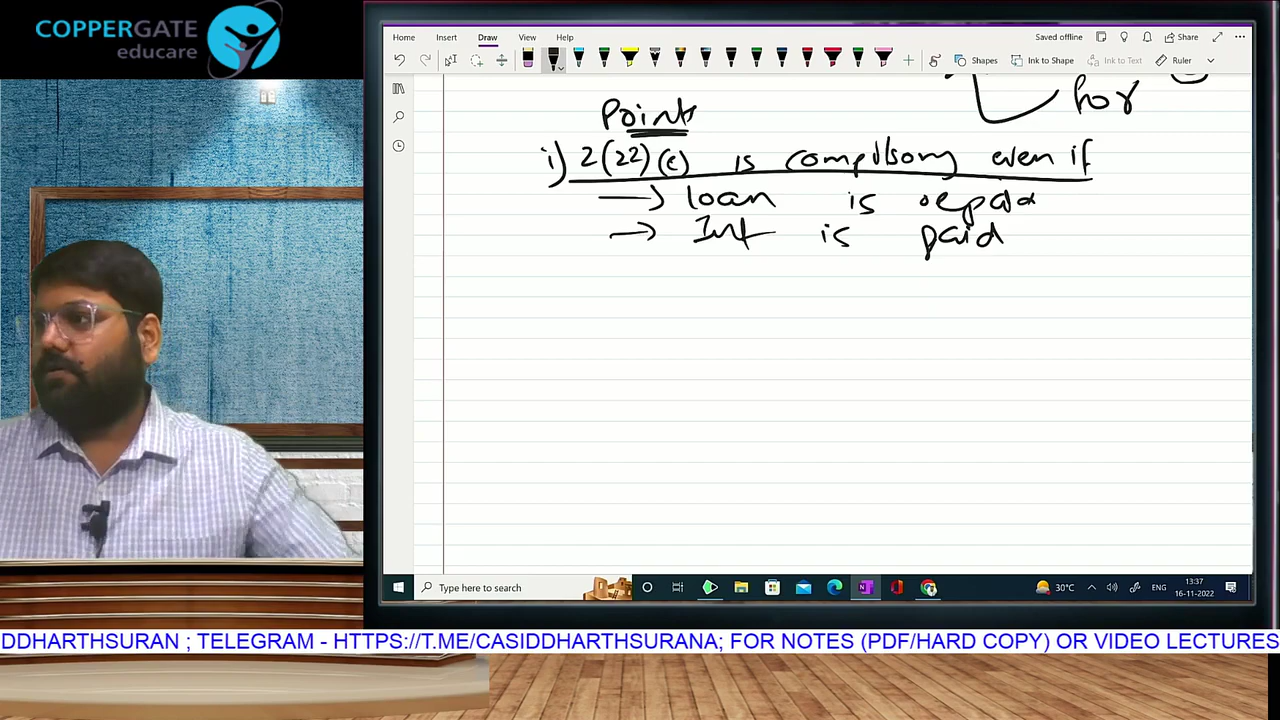 COPPERGATE
educare
Home Insert Draw View Help
Saved offline
Share
Shapes
Ink to Shape
Ink to Text
Ruler
for
Points
i) 2(22)(e) is compulsory even if
→ loan is repaid
→ Int is paid
Type here to search
30°C
ENG
13:37
16-11-2022
DDHARTHSURAN ; TELEGRAM - HTTPS://T.ME/CASIDDHARTHSURANA; FOR NOTES (PDF/HARD COPY) OR VIDEO LECTURES